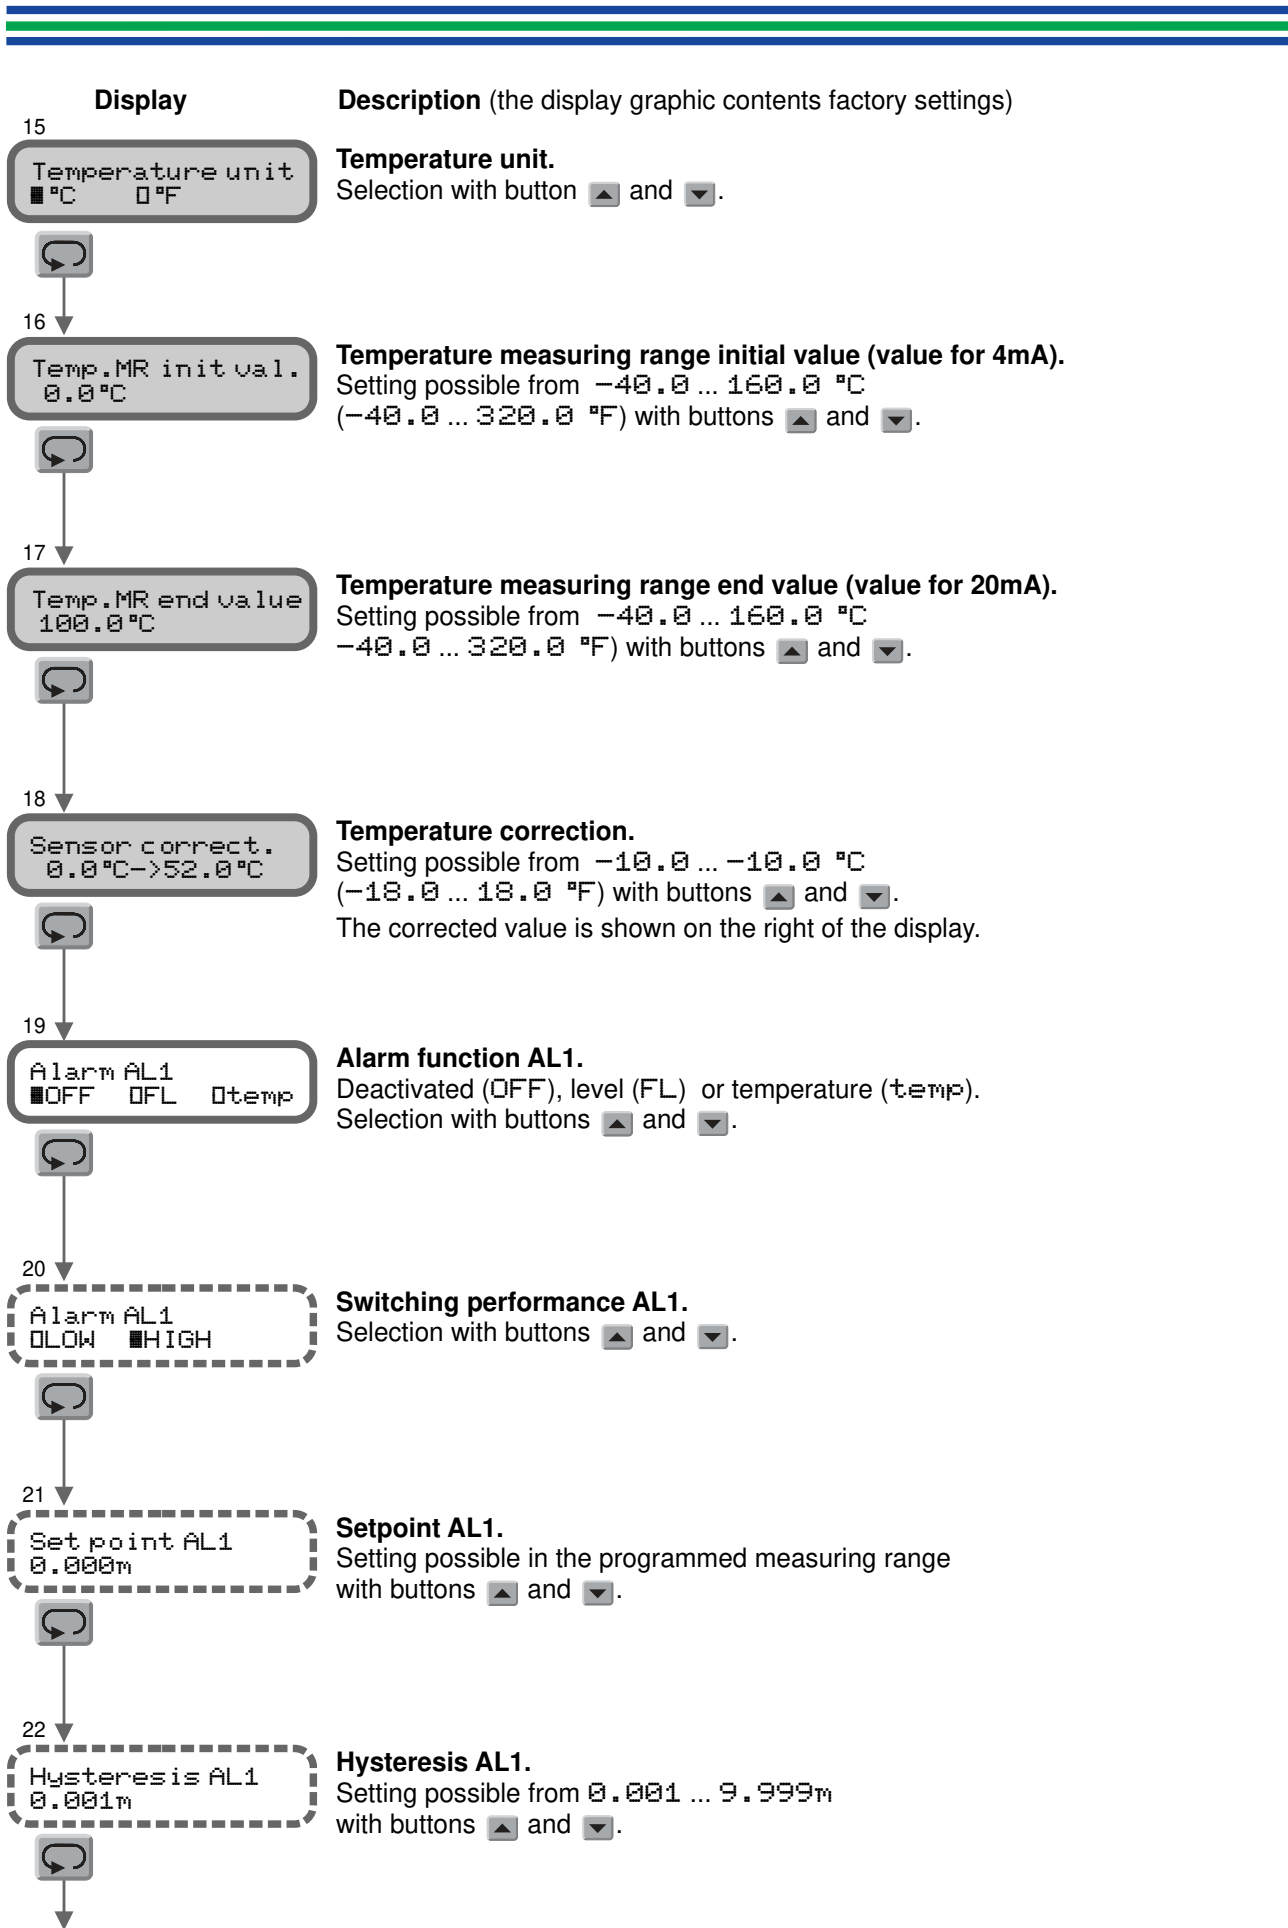 Display Description (the display graphic contents factory settings)
15
Temperature unit
°C °F
Temperature unit.
Selection with button and .
16
Temp.MR init val.
0.0°C
Temperature measuring range initial value (value for 4mA).
Setting possible from −40.0 ... 160.0 °C
(−40.0 ... 320.0 °F) with buttons and .
17
Temp.MR end value
100.0°C
Temperature measuring range end value (value for 20mA).
Setting possible from −40.0 ... 160.0 °C
−40.0 ... 320.0 °F) with buttons and .
18
Sensor correct.
0.0°C->52.0°C
Temperature correction.
Setting possible from −10.0 ... −10.0 °C
(−18.0 ... 18.0 °F) with buttons and .
The corrected value is shown on the right of the display.
19
Alarm AL1
OFF FL temp
Alarm function AL1.
Deactivated (OFF), level (FL) or temperature (temp).
Selection with buttons and .
20
Alarm AL1
LOW HIGH
Switching performance AL1.
Selection with buttons and .
21
Set point AL1
0.000m
Setpoint AL1.
Setting possible in the programmed measuring range
with buttons and .
22
Hysteresis AL1
0.001m
Hysteresis AL1.
Setting possible from 0.001 ... 9.999m
with buttons and .